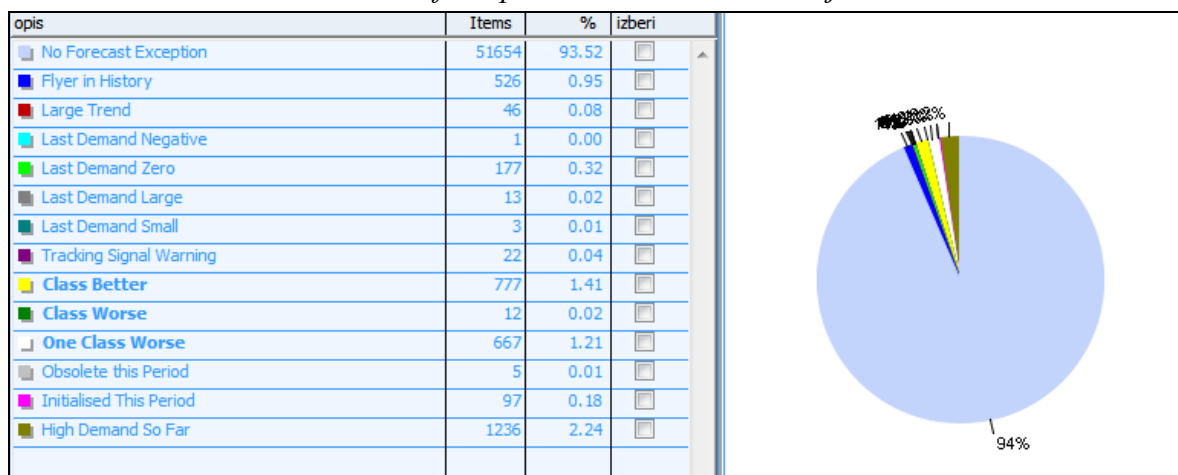 opis Items % izberi
No Forecast Exception 51654 93.52
Flyer in History 526 0.95
Large Trend 46 0.08
Last Demand Negative 1 0.00
Last Demand Zero 177 0.32
Last Demand Large 13 0.02
Last Demand Small 3 0.01
Tracking Signal Warning 22 0.04
Class Better 777 1.41
Class Worse 12 0.02
One Class Worse 667 1.21
Obsolete this Period 5 0.01
Initialised This Period 97 0.18
High Demand So Far 1236 2.24
94%